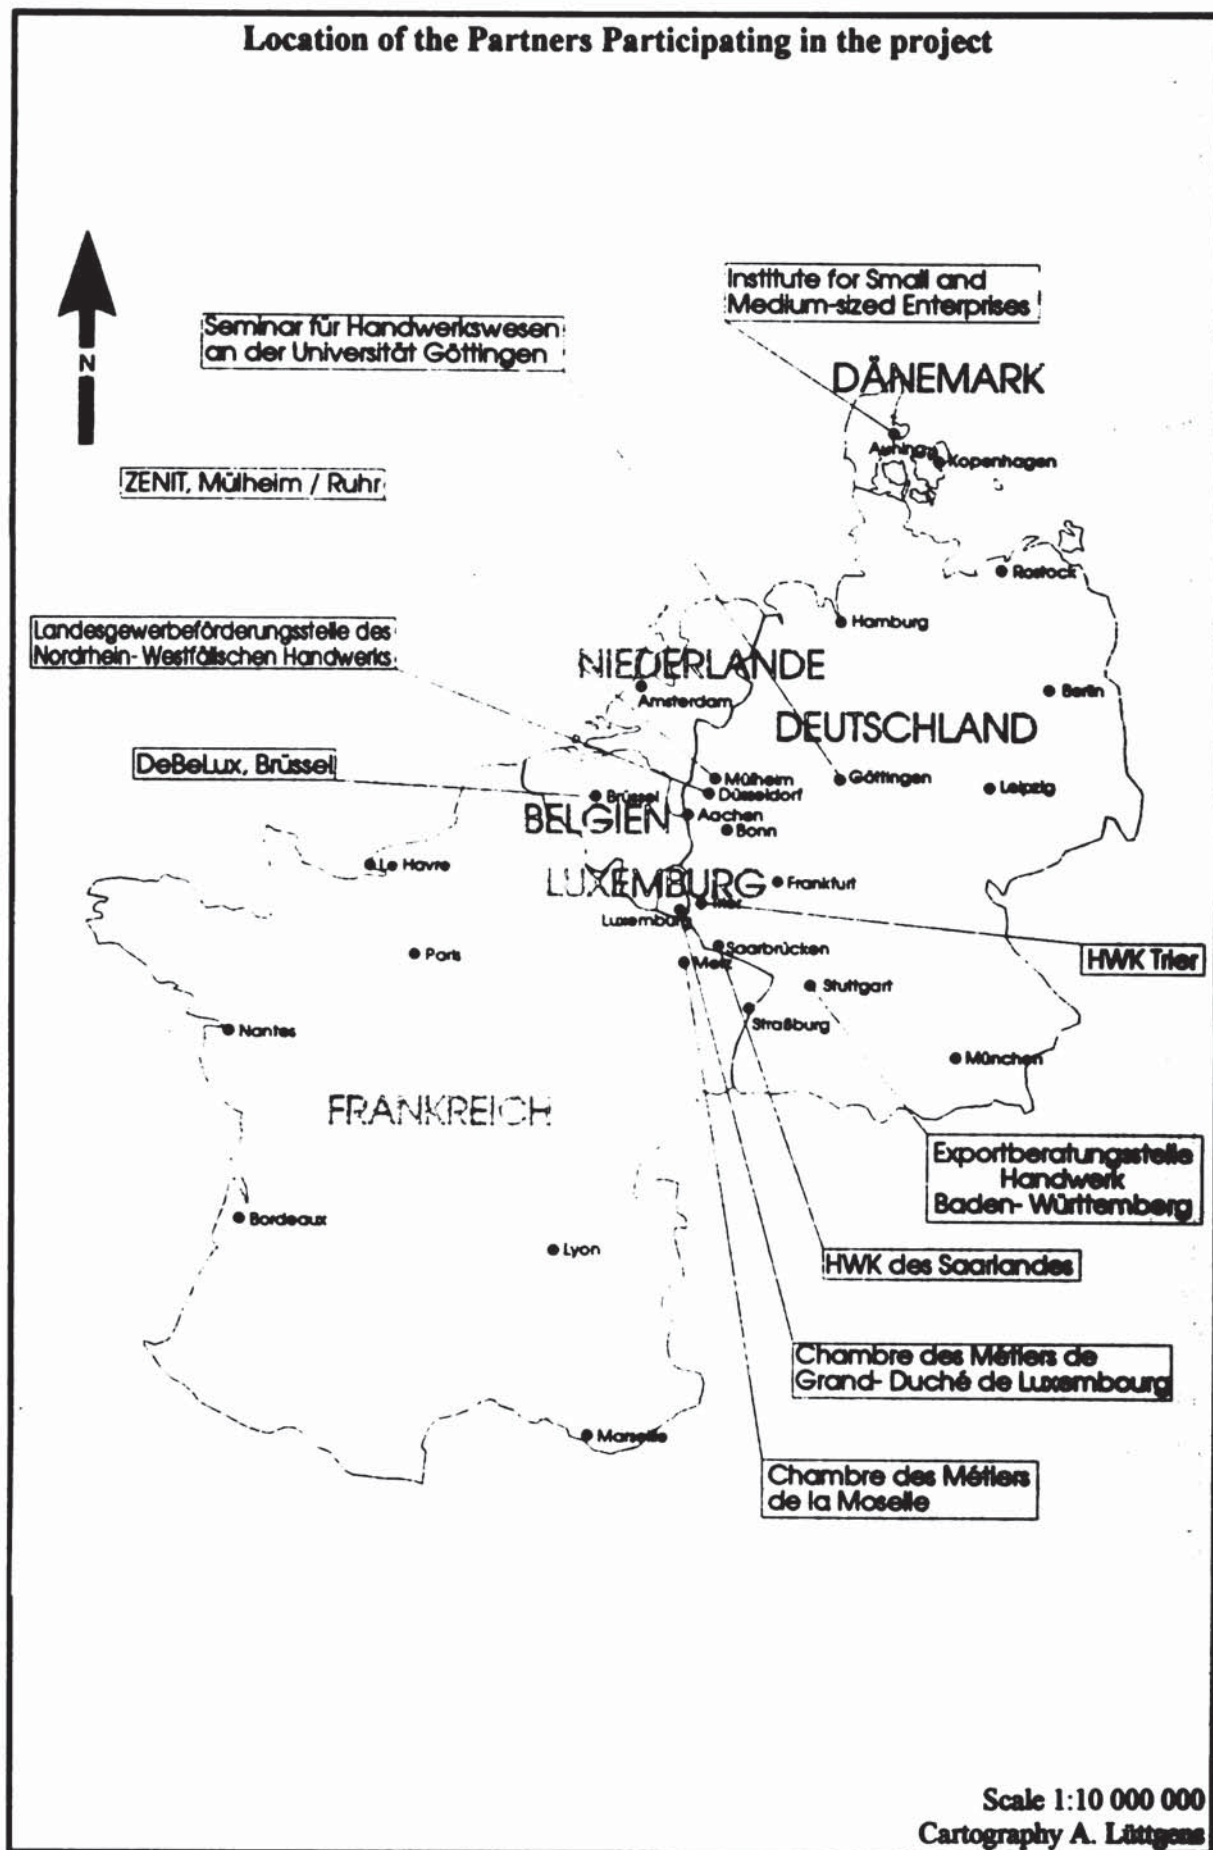 Location of the Partners Participating in the project
Institute for Small and
Medium-sized Enterprises
Seminar für Handwerkswesen
an der Universität Göttingen
N
DÄNEMARK
Kopenhagen
ZENIT, Mülheim / Ruhr
Rostock
Hamburg
Landesgewerbeförderungsstelle des
Nordrhein-Westfälischen Handwerks
NIEDERLANDE
Amsterdam
Berlin
DEUTSCHLAND
DeBeLux, Brüssel
Mülheim
Göttingen
Brüssel
Düsseldorf
Leipzig
BELGIEN
Aachen
Bonn
Le Havre
LUXEMBURG
Frankfurt
Trier
Luxemburg
Paris
Saarbrücken
Metz
HWK Trier
Stuttgart
Straßburg
Nantes
München
FRANKREICH
Exportberatungsstelle
Handwerk
Baden-Württemberg
Bordeaux
Lyon
HWK des Saarlandes
Chambre des Métiers de
Grand-Duché de Luxembourg
Marseille
Chambre des Métiers
de la Moselle
Scale 1:10 000 000
Cartography A. Lüttgens